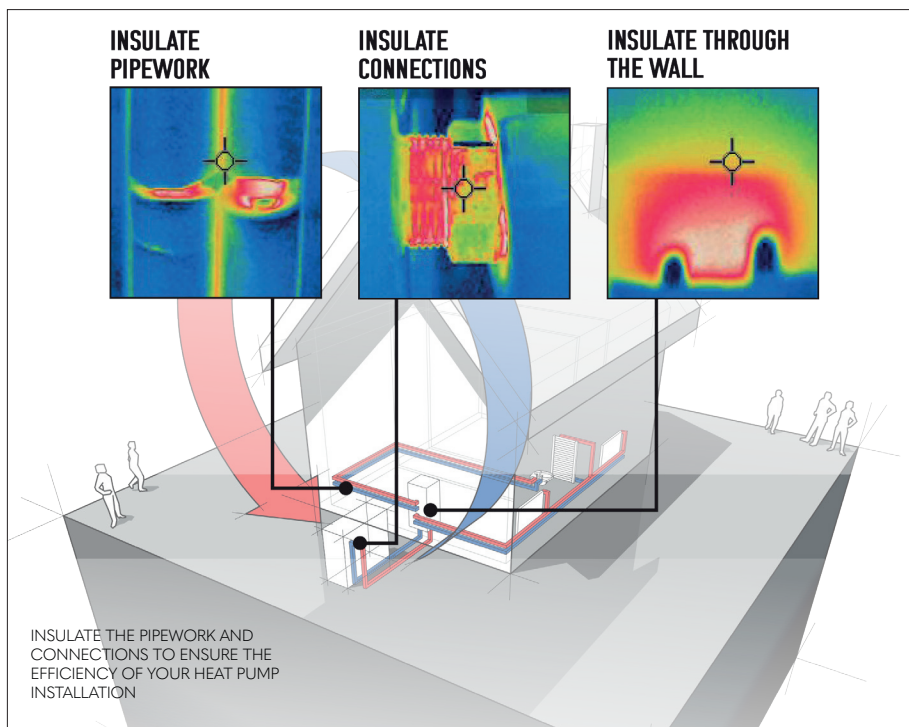 INSULATE
PIPEWORK
INSULATE
CONNECTIONS
INSULATE THROUGH
THE WALL
INSULATE THE PIPEWORK AND
CONNECTIONS TO ENSURE THE
EFFICIENCY OF YOUR HEAT PUMP
INSTALLATION